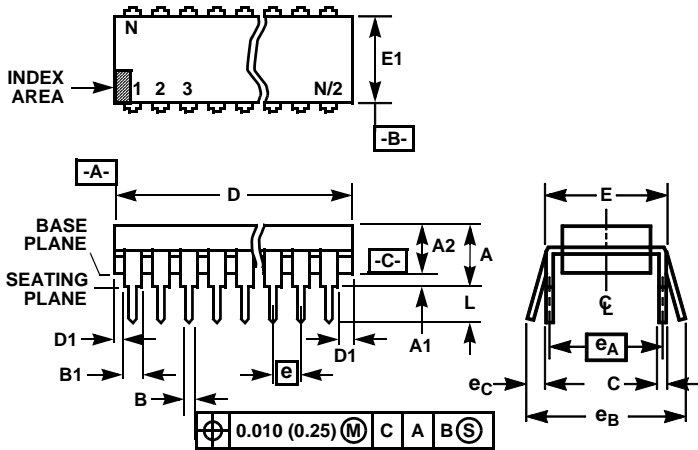 N
E1
INDEX
AREA
1 2 3 N/2
-B-
-A-
D
E
BASE
PLANE
A2
A
-C-
SEATING
PLANE
L
C
L
D1
A1
D1
e
eA
B1
eC
C
B
eB
0.010 (0.25) M C A B S